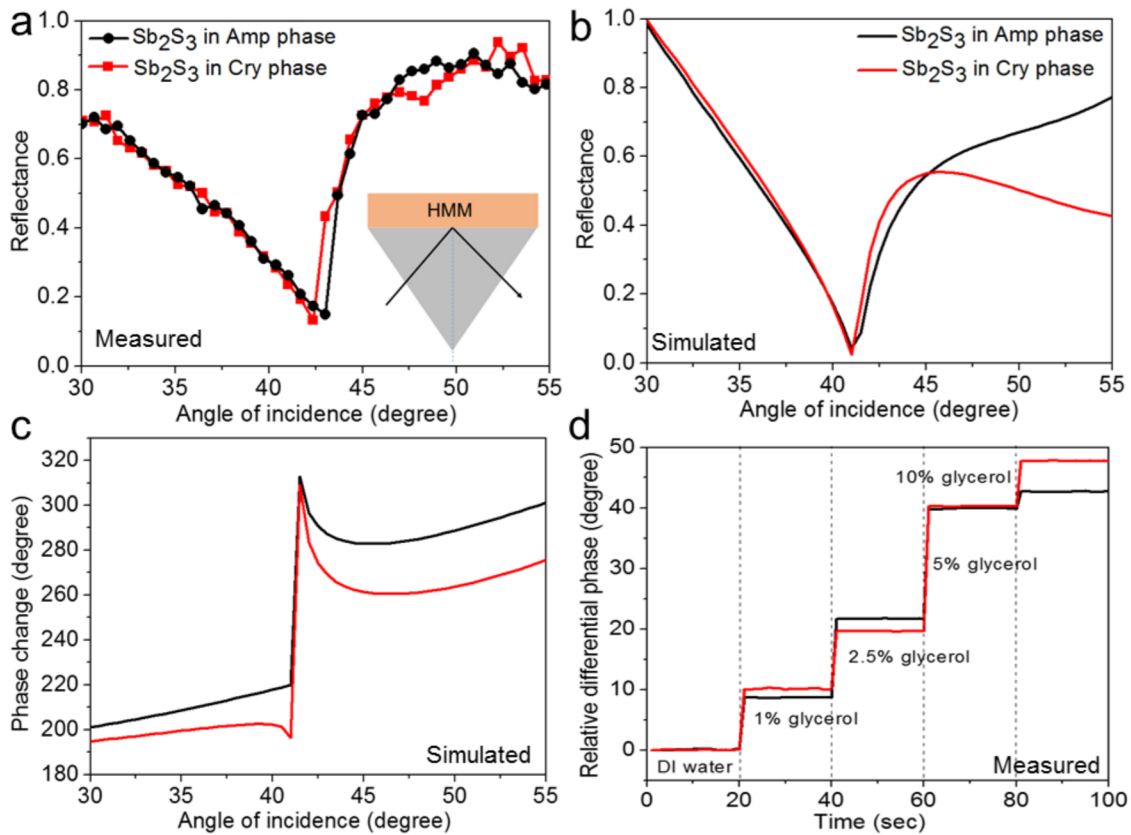 a
Sb2S3 in Amp phase
Sb2S3 in Cry phase
1.0
0.8
0.6
0.4
0.2
0.0
Reflectance
HMM
Measured
30 35 40 45 50 55
Angle of incidence (degree)
b
Sb2S3 in Amp phase
Sb2S3 in Cry phase
1.0
0.8
0.6
0.4
0.2
0.0
Reflectance
Simulated
30 35 40 45 50 55
Angle of incidence (degree)
c
320
300
280
260
240
220
200
180
Phase change (degree)
Simulated
30 35 40 45 50 55
Angle of incidence (degree)
d
50
40
30
20
10
0
Relative differential phase (degree)
10% glycerol
5% glycerol
2.5% glycerol
1% glycerol
DI water
Measured
0 20 40 60 80 100
Time (sec)